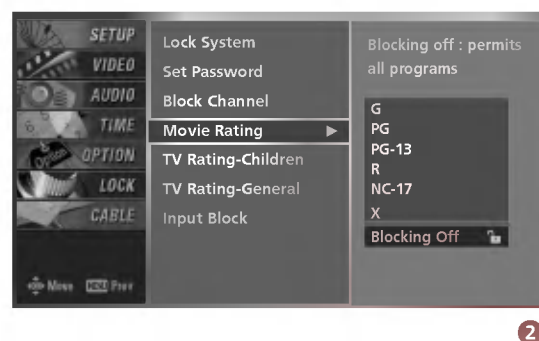 SETUP
VIDEO
AUDIO
TIME
OPTION
LOCK
CABLE
Move MENU Prev
Lock System
Set Password
Block Channel
Movie Rating
TV Rating-Children
TV Rating-General
Input Block
Blocking off : permits
all programs
G
PG
PG-13
R
NC-17
X
Blocking Off
2